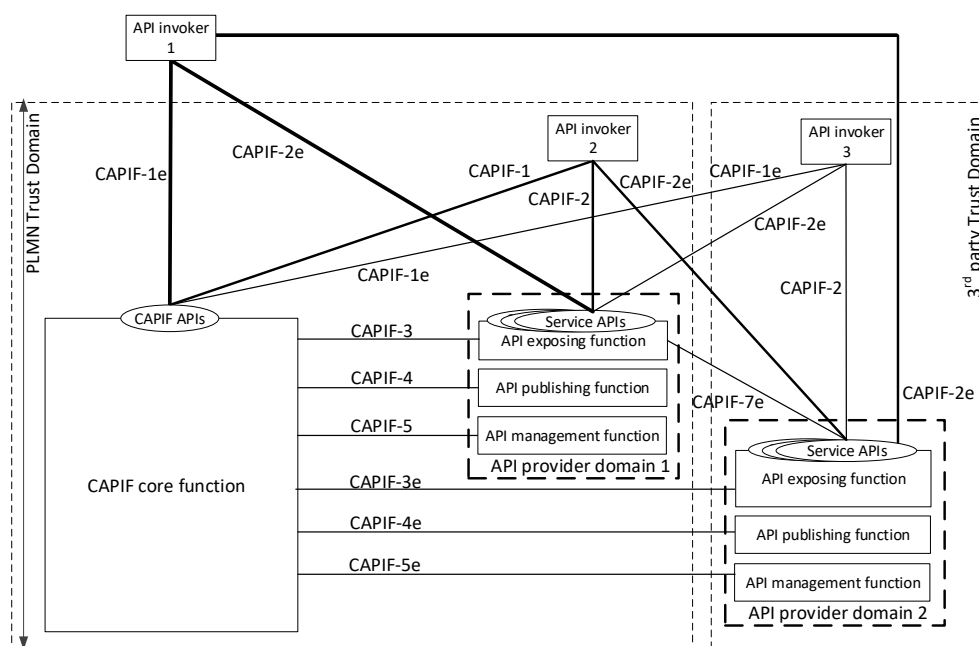 API invoker
1
PLMN Trust Domain
3rd party Trust Domain
API invoker
2
API invoker
3
CAPIF-1e
CAPIF-2e
CAPIF-1
CAPIF-2
CAPIF-2e
CAPIF-1e
CAPIF-2e
CAPIF-1e
CAPIF-2
CAPIF APIs
Service APIs
CAPIF-3
API exposing function
CAPIF-4
API publishing function
CAPIF-7e
CAPIF-2e
CAPIF-5
API management function
API provider domain 1
Service APIs
CAPIF core function
CAPIF-3e
API exposing function
CAPIF-4e
API publishing function
CAPIF-5e
API management function
API provider domain 2